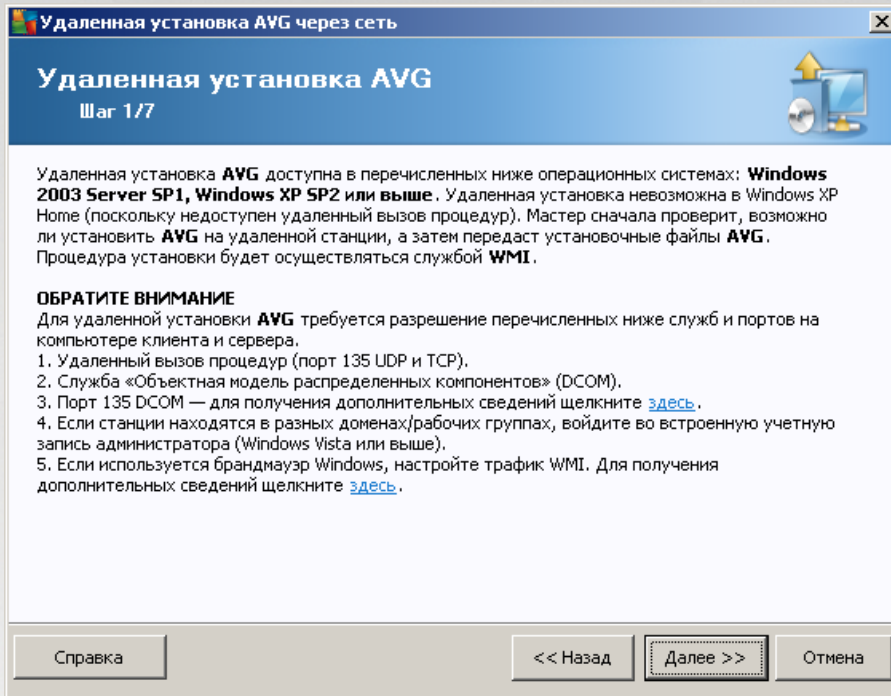 Удаленная установка AVG через сеть
Удаленная установка AVG
Шаг 1/7
Удаленная установка AVG доступна в перечисленных ниже операционных системах: Windows
2003 Server SP1, Windows XP SP2 или выше. Удаленная установка невозможна в Windows XP
Home (поскольку недоступен удаленный вызов процедур). Мастер сначала проверит, возможно
ли установить AVG на удаленной станции, а затем передаст установочные файлы AVG.
Процедура установки будет осуществляться службой WMI.
ОБРАТИТЕ ВНИМАНИЕ
Для удаленной установки AVG требуется разрешение перечисленных ниже служб и портов на
компьютере клиента и сервера.
1. Удаленный вызов процедур (порт 135 UDP и TCP).
2. Служба «Объектная модель распределенных компонентов» (DCOM).
3. Порт 135 DCOM — для получения дополнительных сведений щелкните здесь.
4. Если станции находятся в разных доменах/рабочих группах, войдите во встроенную учетную
запись администратора (Windows Vista или выше).
5. Если используется брандмауэр Windows, настройте трафик WMI. Для получения
дополнительных сведений щелкните здесь.
Справка
<< Назад
Далее >>
Отмена